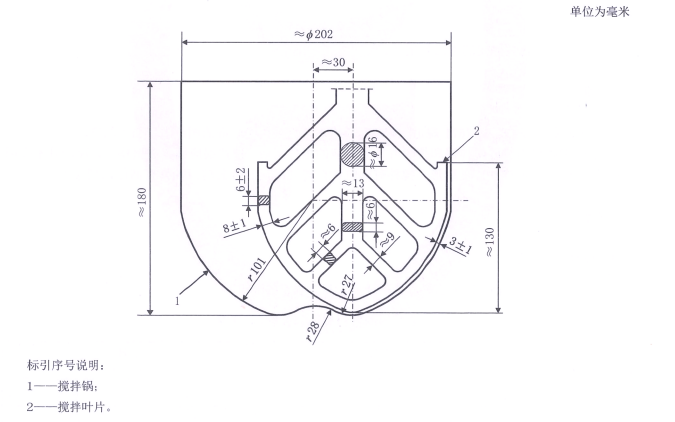 单位为毫米
≈ϕ202
≈30
2
≈ϕ16
6±2
≈13
≈180
≈6
8±1
≈6
≈9
3±1
≈130
r101
r27
1
r28
标引序号说明：
1——搅拌锅；
2——搅拌叶片。